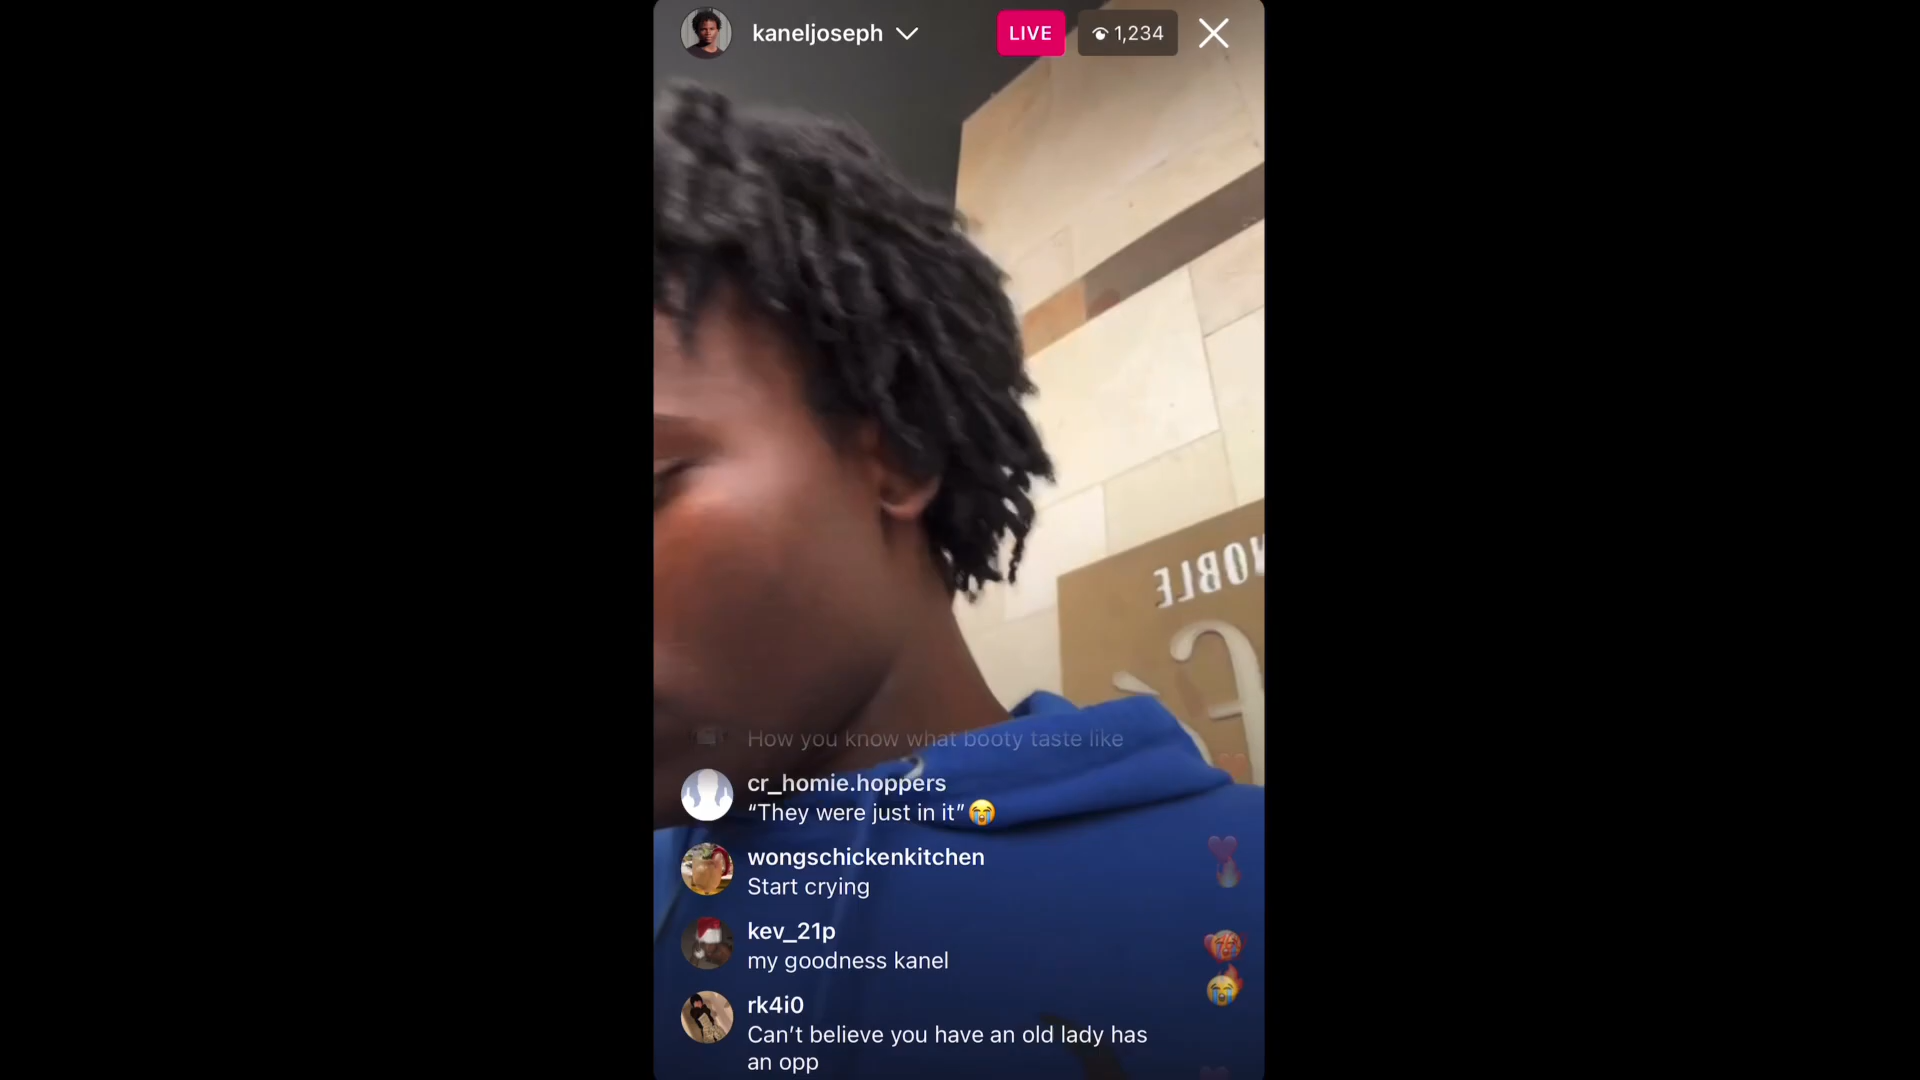 kaneljoseph
LIVE
1,234
NOBLE
How you know what booty taste like
cr_homie.hoppers
“They were just in it”😭
wongschickenkitchen
Start crying
kev_21p
my goodness kanel
rk4i0
Can’t believe you have an old lady has
an opp